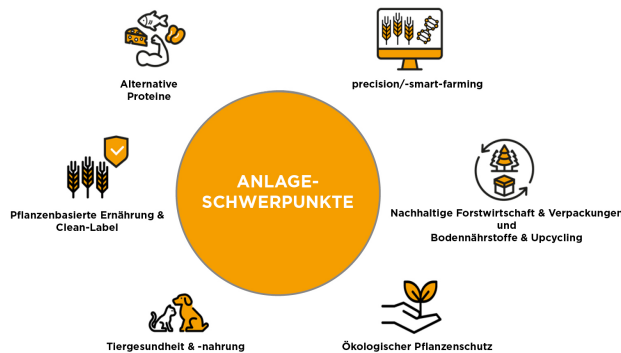 Alternative
Proteine
precision/-smart-farming
ANLAGE-
SCHWERPUNKTE
Pflanzenbasierte Ernährung &
Clean-Label
Nachhaltige Forstwirtschaft & Verpackungen
und
Bodennährstoffe & Upcycling
Tiergesundheit & -nahrung
Ökologischer Pflanzenschutz